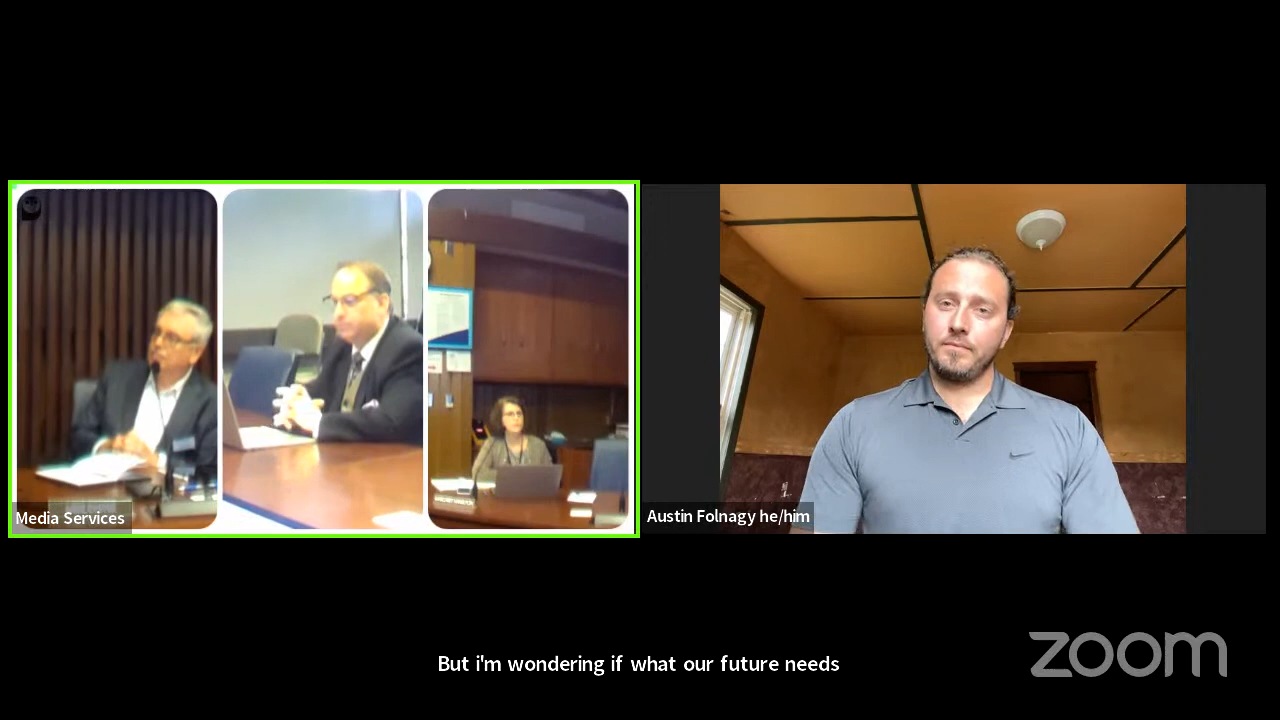 Media Services
Austin Folnagy he/him
But i'm wondering if what our future needs
zoom